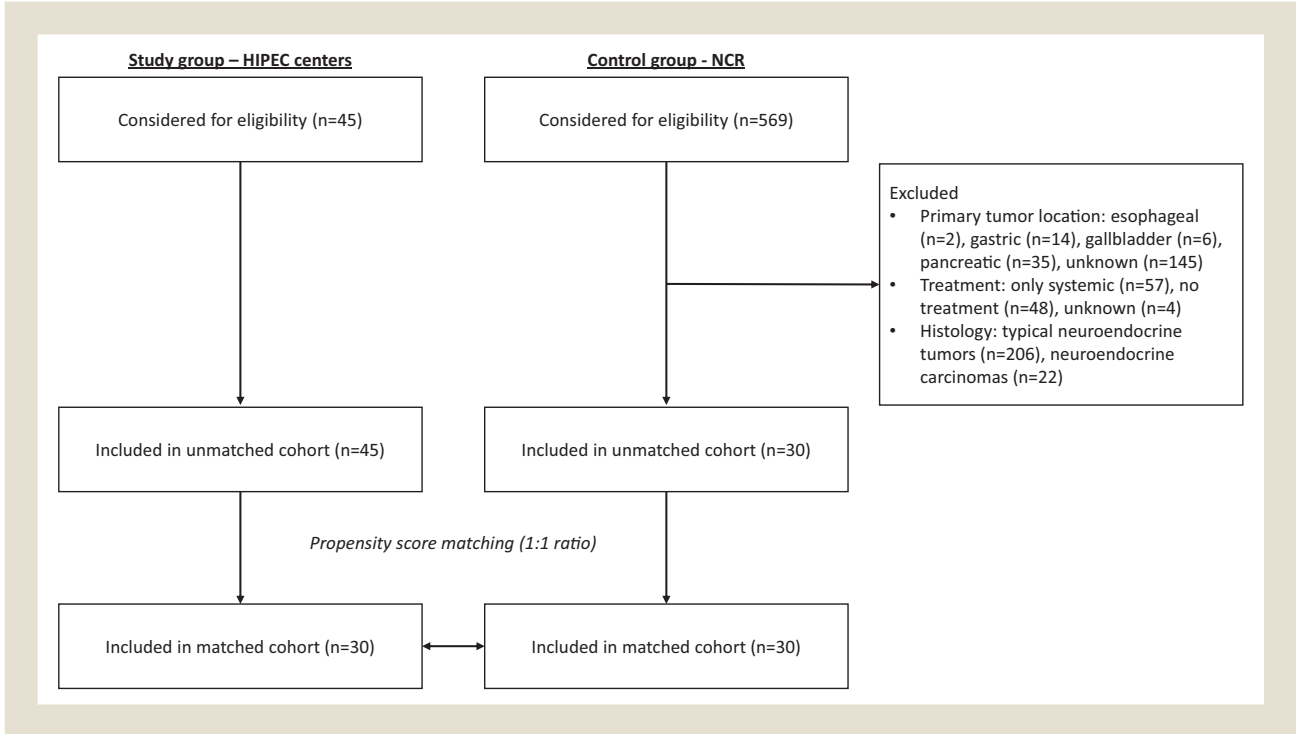 Study group – HIPEC centers
Control group - NCR
Considered for eligibility (n=45)
Considered for eligibility (n=569)
Excluded
• Primary tumor location: esophageal
(n=2), gastric (n=14), gallbladder (n=6),
pancreatic (n=35), unknown (n=145)
• Treatment: only systemic (n=57), no
treatment (n=48), unknown (n=4)
• Histology: typical neuroendocrine
tumors (n=206), neuroendocrine
carcinomas (n=22)
Included in unmatched cohort (n=45)
Included in unmatched cohort (n=30)
Propensity score matching (1:1 ratio)
Included in matched cohort (n=30)
Included in matched cohort (n=30)